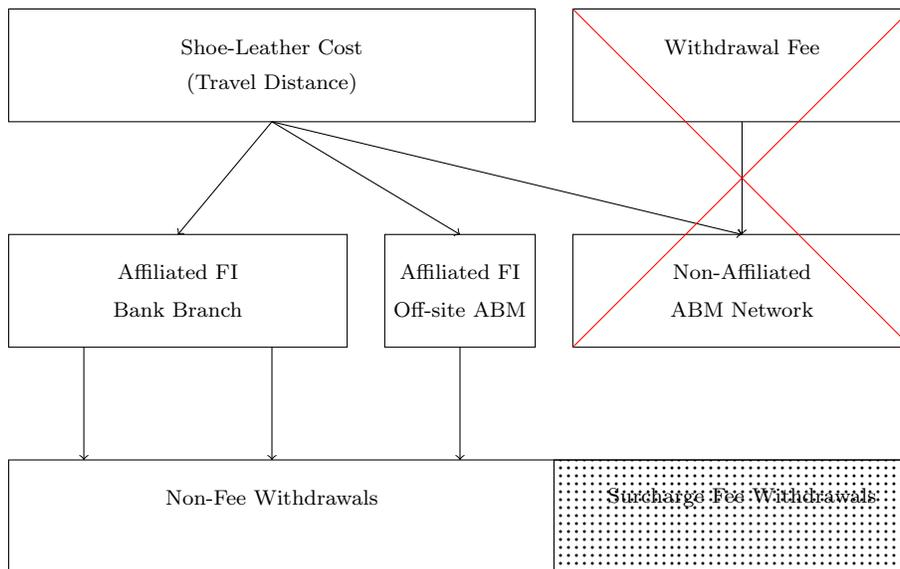 Shoe-Leather Cost
(Travel Distance)
Withdrawal Fee
Affiliated FI
Bank Branch
Affiliated FI
Off-site ABM
Non-Affiliated
ABM Network
Non-Fee Withdrawals
Surcharge Fee Withdrawals